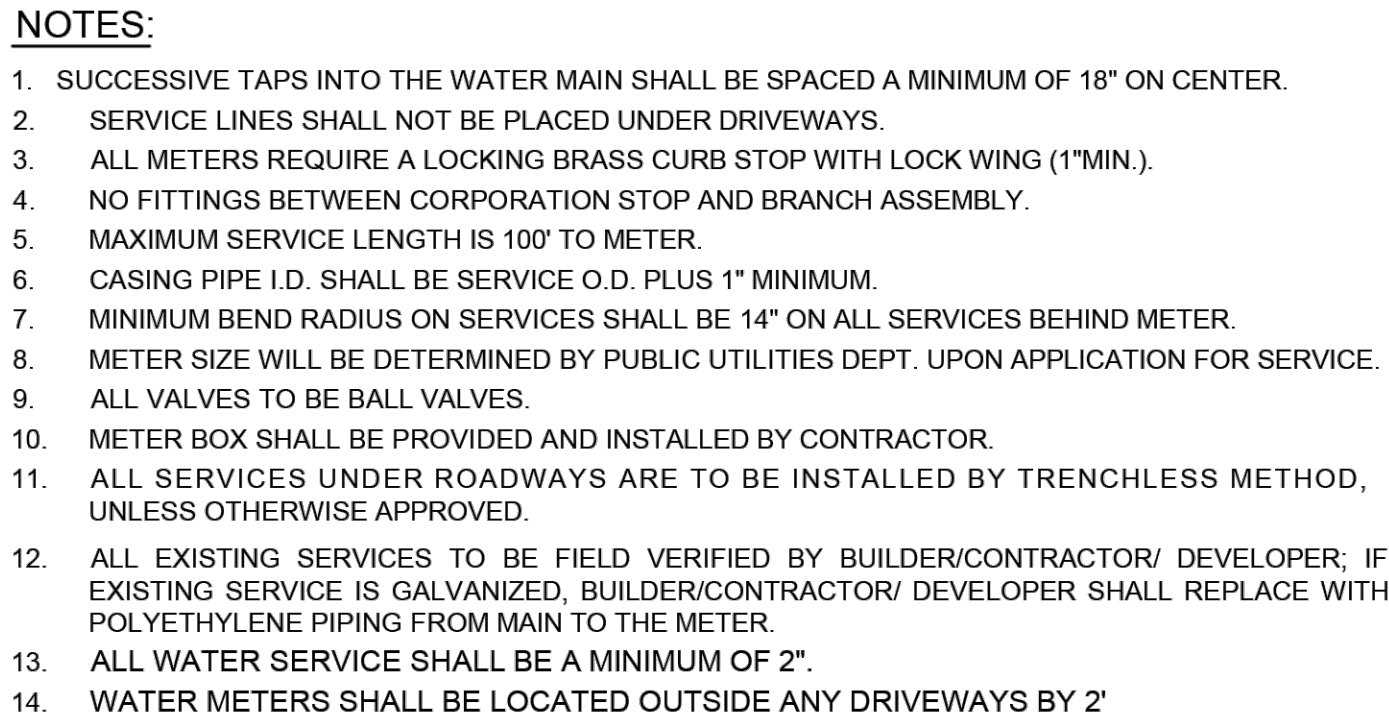 NOTES:
1. SUCCESSIVE TAPS INTO THE WATER MAIN SHALL BE SPACED A MINIMUM OF 18" ON CENTER.
2. SERVICE LINES SHALL NOT BE PLACED UNDER DRIVEWAYS.
3. ALL METERS REQUIRE A LOCKING BRASS CURB STOP WITH LOCK WING (1"MIN.).
4. NO FITTINGS BETWEEN CORPORATION STOP AND BRANCH ASSEMBLY.
5. MAXIMUM SERVICE LENGTH IS 100' TO METER.
6. CASING PIPE I.D. SHALL BE SERVICE O.D. PLUS 1" MINIMUM.
7. MINIMUM BEND RADIUS ON SERVICES SHALL BE 14" ON ALL SERVICES BEHIND METER.
8. METER SIZE WILL BE DETERMINED BY PUBLIC UTILITIES DEPT. UPON APPLICATION FOR SERVICE.
9. ALL VALVES TO BE BALL VALVES.
10. METER BOX SHALL BE PROVIDED AND INSTALLED BY CONTRACTOR.
11. ALL SERVICES UNDER ROADWAYS ARE TO BE INSTALLED BY TRENCHLESS METHOD,
UNLESS OTHERWISE APPROVED.
12. ALL EXISTING SERVICES TO BE FIELD VERIFIED BY BUILDER/CONTRACTOR/ DEVELOPER; IF
EXISTING SERVICE IS GALVANIZED, BUILDER/CONTRACTOR/ DEVELOPER SHALL REPLACE WITH
POLYETHYLENE PIPING FROM MAIN TO THE METER.
13. ALL WATER SERVICE SHALL BE A MINIMUM OF 2".
14. WATER METERS SHALL BE LOCATED OUTSIDE ANY DRIVEWAYS BY 2'